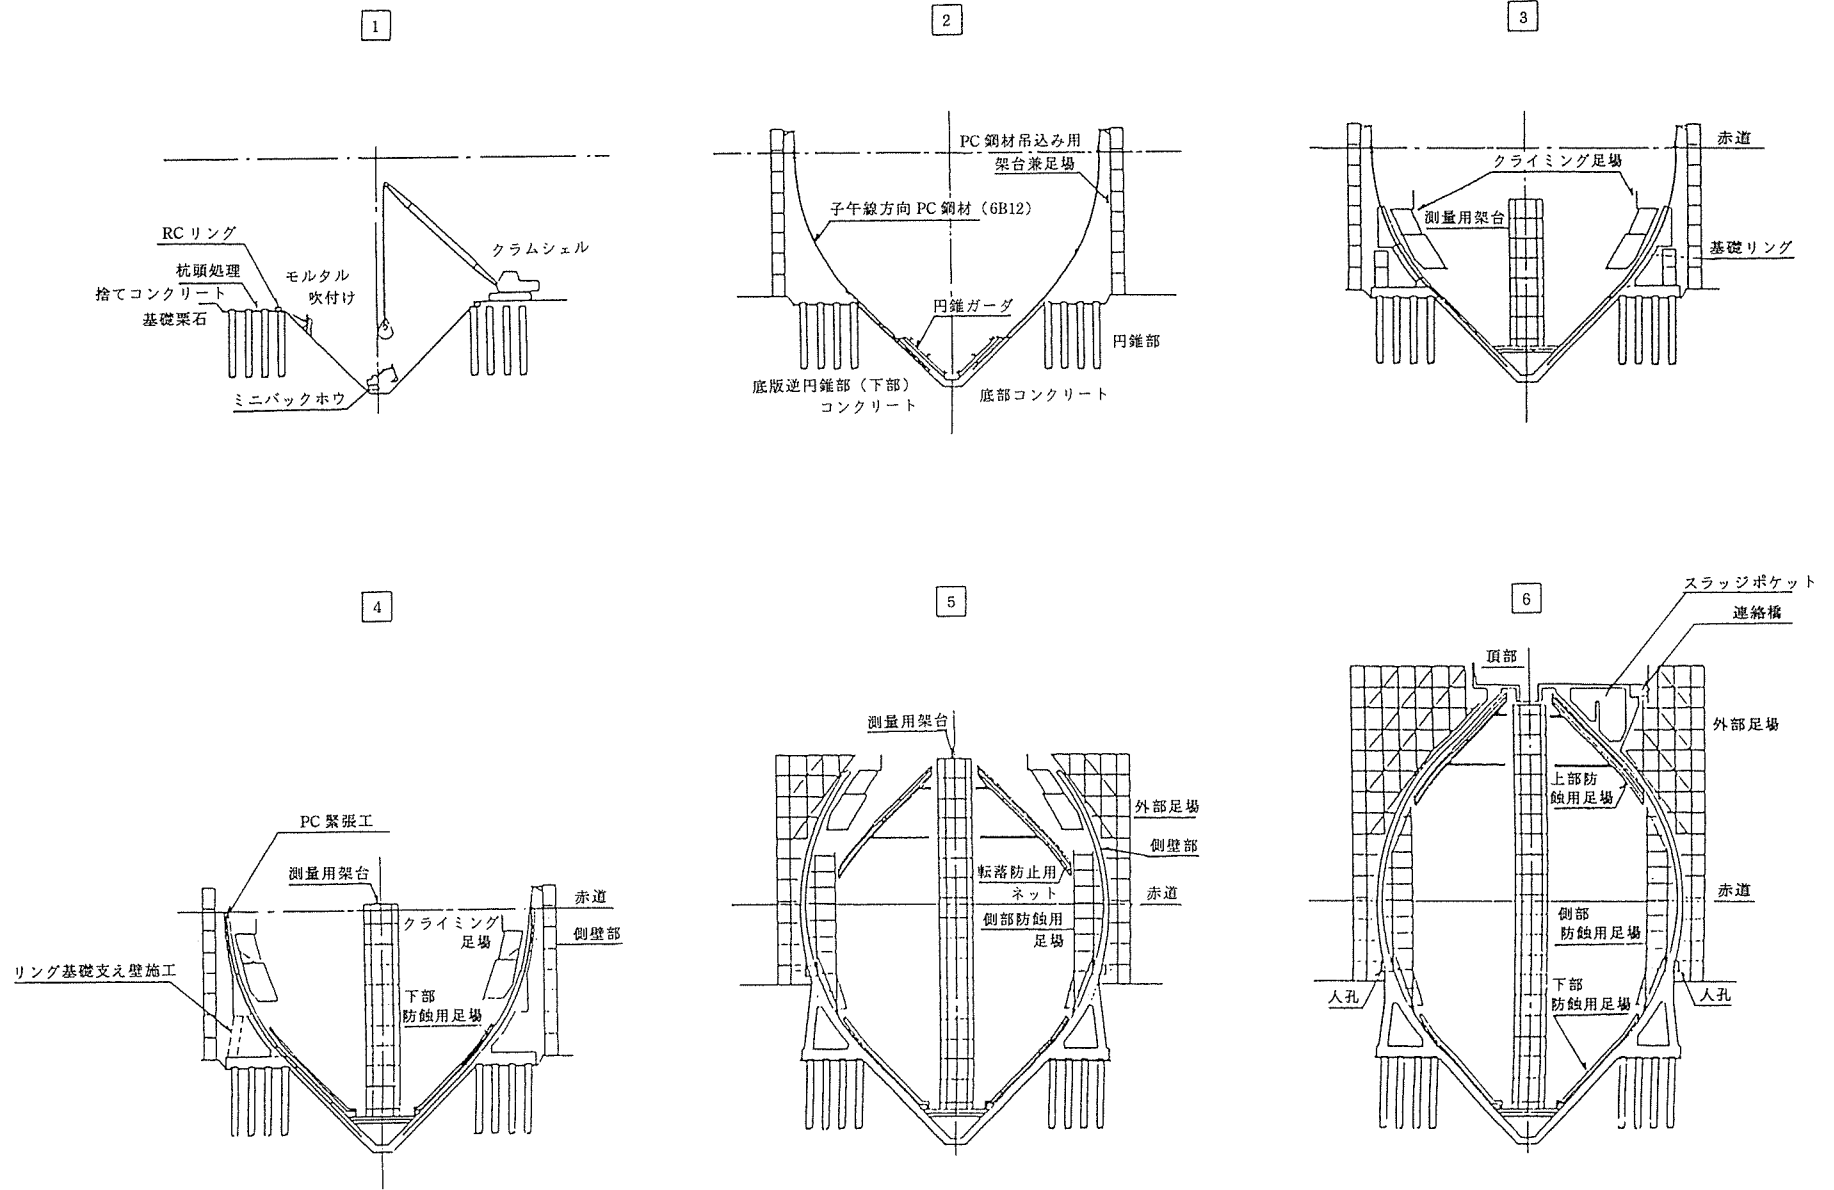 1
RCリング
杭頭処理
捨てコンクリート
基礎栗石
モルタル
吹付け
クラムシェル
ミニバックホウ
2
PC鋼材吊込み用
架台兼足場
子午線方向PC鋼材(6B12)
円錐ガーダ
円錐部
底版逆円錐部(下部)
コンクリート
底部コンクリート
3
赤道
クライミング足場
測量用架台
基礎リング
4
PC緊張工
測量用架台
赤道
クライミング
足場
側壁部
リング基礎支え壁施工
下部
防蝕用足場
5
測量用架台
外部足場
側壁部
転落防止用
ネット
赤道
側部防蝕用
足場
6
スラッジポケット
連絡橋
頂部
外部足場
上部防
蝕用足場
赤道
側部
防蝕用足場
下部
防蝕用足場
人孔
人孔